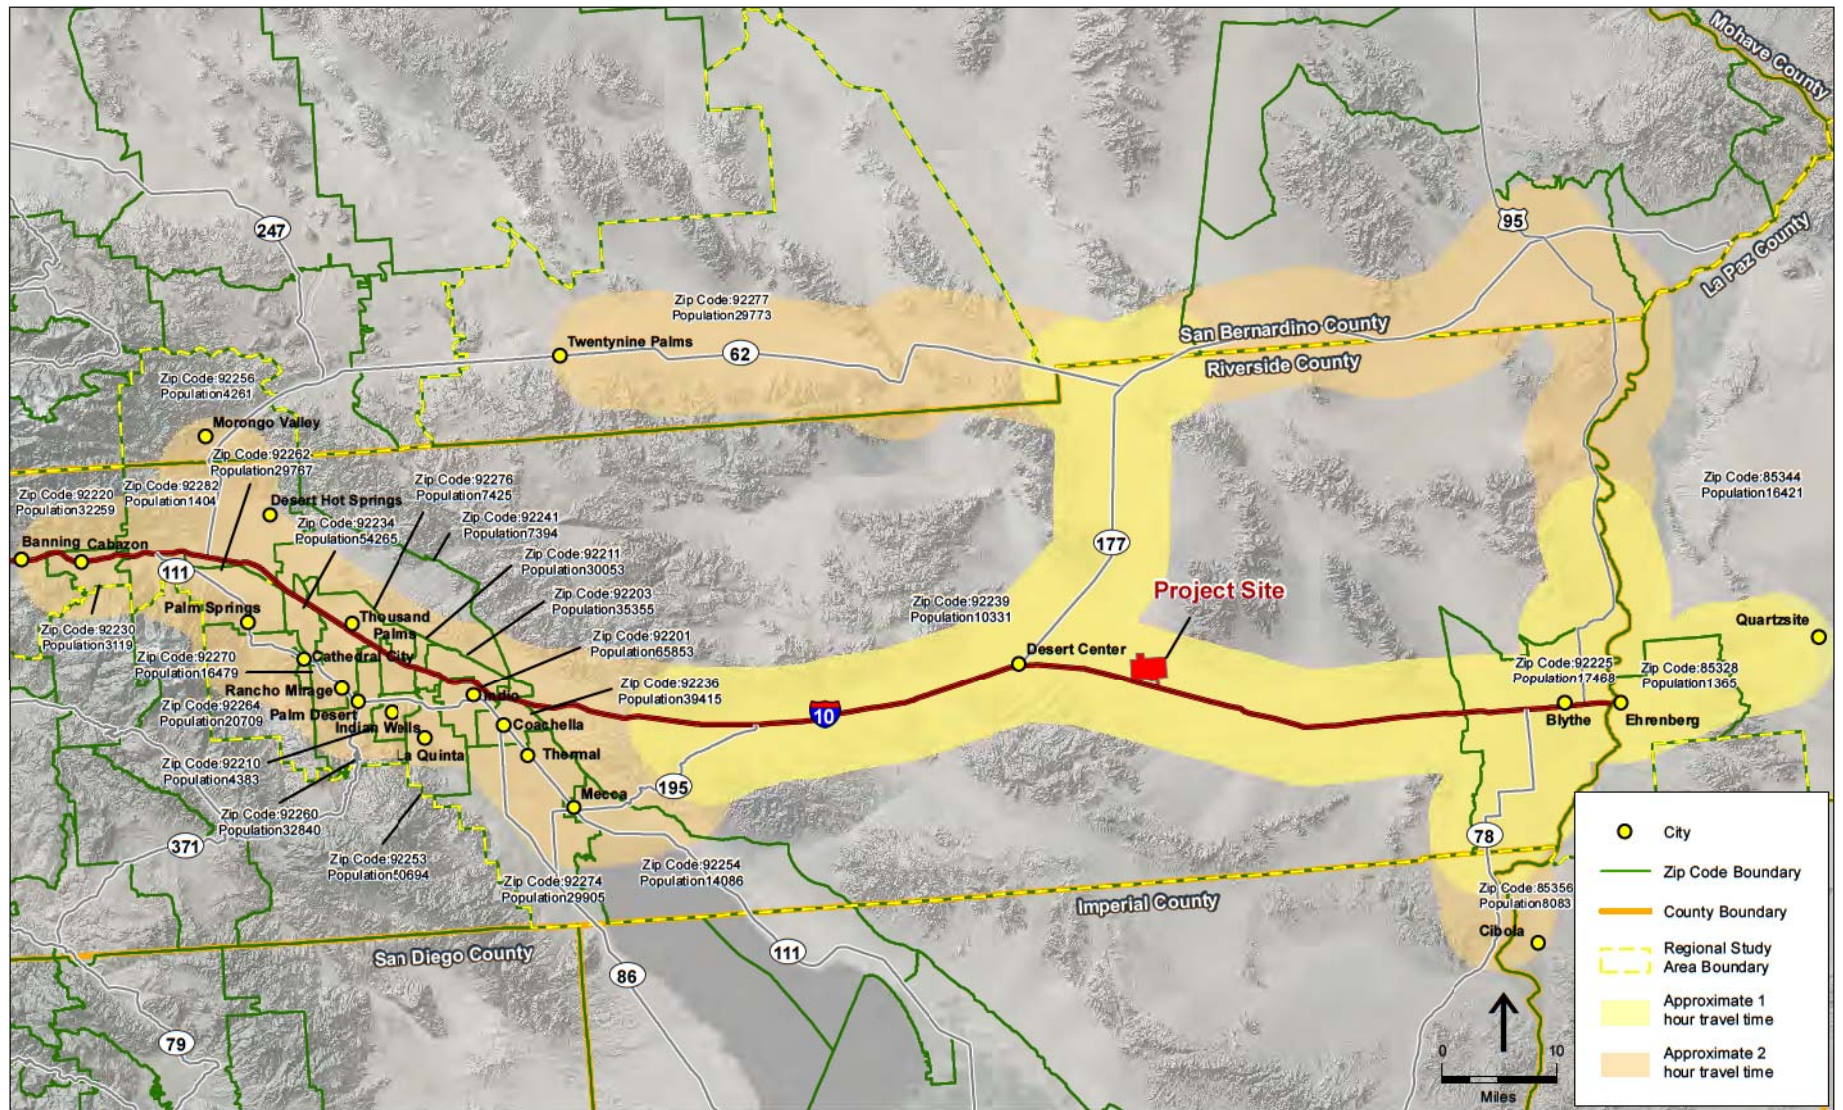 Mohave County
La Paz County
95
247
Zip Code:92277
Population29773
Twentynine Palms
62
San Bernardino County
Riverside County
Zip Code:92256
Population4261
Morongo Valley
Zip Code:92262
Population29767
Zip Code:92282
Population1404
Zip Code:92220
Population32259
Desert Hot Springs
Zip Code:92276
Population7425
Zip Code:92234
Population54265
Zip Code:92241
Population7394
Zip Code:85344
Population16421
Banning
Cabazon
111
Zip Code:92211
Population30053
177
Project Site
Zip Code:92203
Population35355
Zip Code:92239
Population10331
Palm Springs
Thousand
Palms
Zip Code:92230
Population3119
Zip Code:92201
Population65853
Quartzsite
Desert Center
Cathedral City
Zip Code:92270
Population16479
Zip Code:92225
Population17468
Zip Code:85328
Population1365
Rancho Mirage
Indio
Zip Code:92236
Population39415
Zip Code:92264
Population20709
Palm Desert
Indian Wells
Coachella
10
Blythe
Ehrenberg
La Quinta
Thermal
Zip Code:92210
Population4383
195
Mecca
Zip Code:92260
Population32840
78
371
Zip Code:92253
Zip Code:92254
Population14086
Zip Code:92274
Population29905
Zip Code:85356
Population8083
Imperial County
Cibola
San Diego County
111
86
79
0
10
Miles
City
Zip Code Boundary
County Boundary
Regional Study
Area Boundary
Approximate 1
hour travel time
Approximate 2
hour travel time